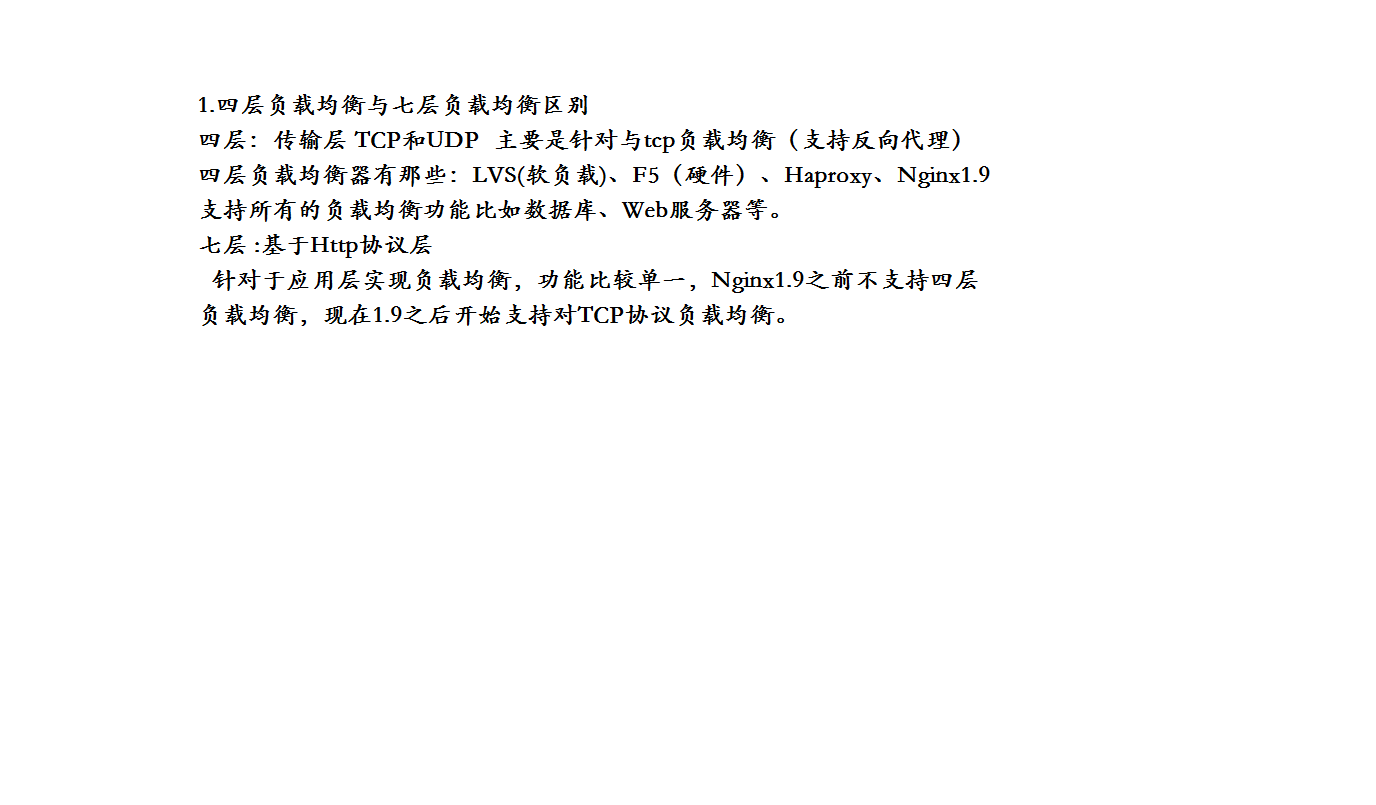 1.四层负载均衡与七层负载均衡区别
四层：传输层 TCP和UDP  主要是针对与tcp负载均衡（支持反向代理）
四层负载均衡器有那些：LVS(软负载)、F5（硬件）、Haproxy、Nginx1.9
支持所有的负载均衡功能比如数据库、Web服务器等。
七层 :基于Http协议层
  针对于应用层实现负载均衡，功能比较单一，Nginx1.9之前不支持四层
负载均衡，现在1.9之后开始支持对TCP协议负载均衡。